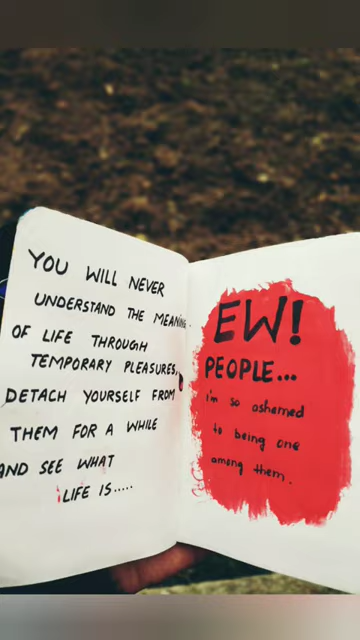 YOU WILL NEVER
UNDERSTAND THE MEANING
OF LIFE THROUGH
TEMPORARY PLEASURES,
DETACH YOURSELF FROM
THEM FOR A WHILE
AND SEE WHAT
LIFE IS.....
EW!
PEOPLE...
i'm so ashamed
to being one
among them.